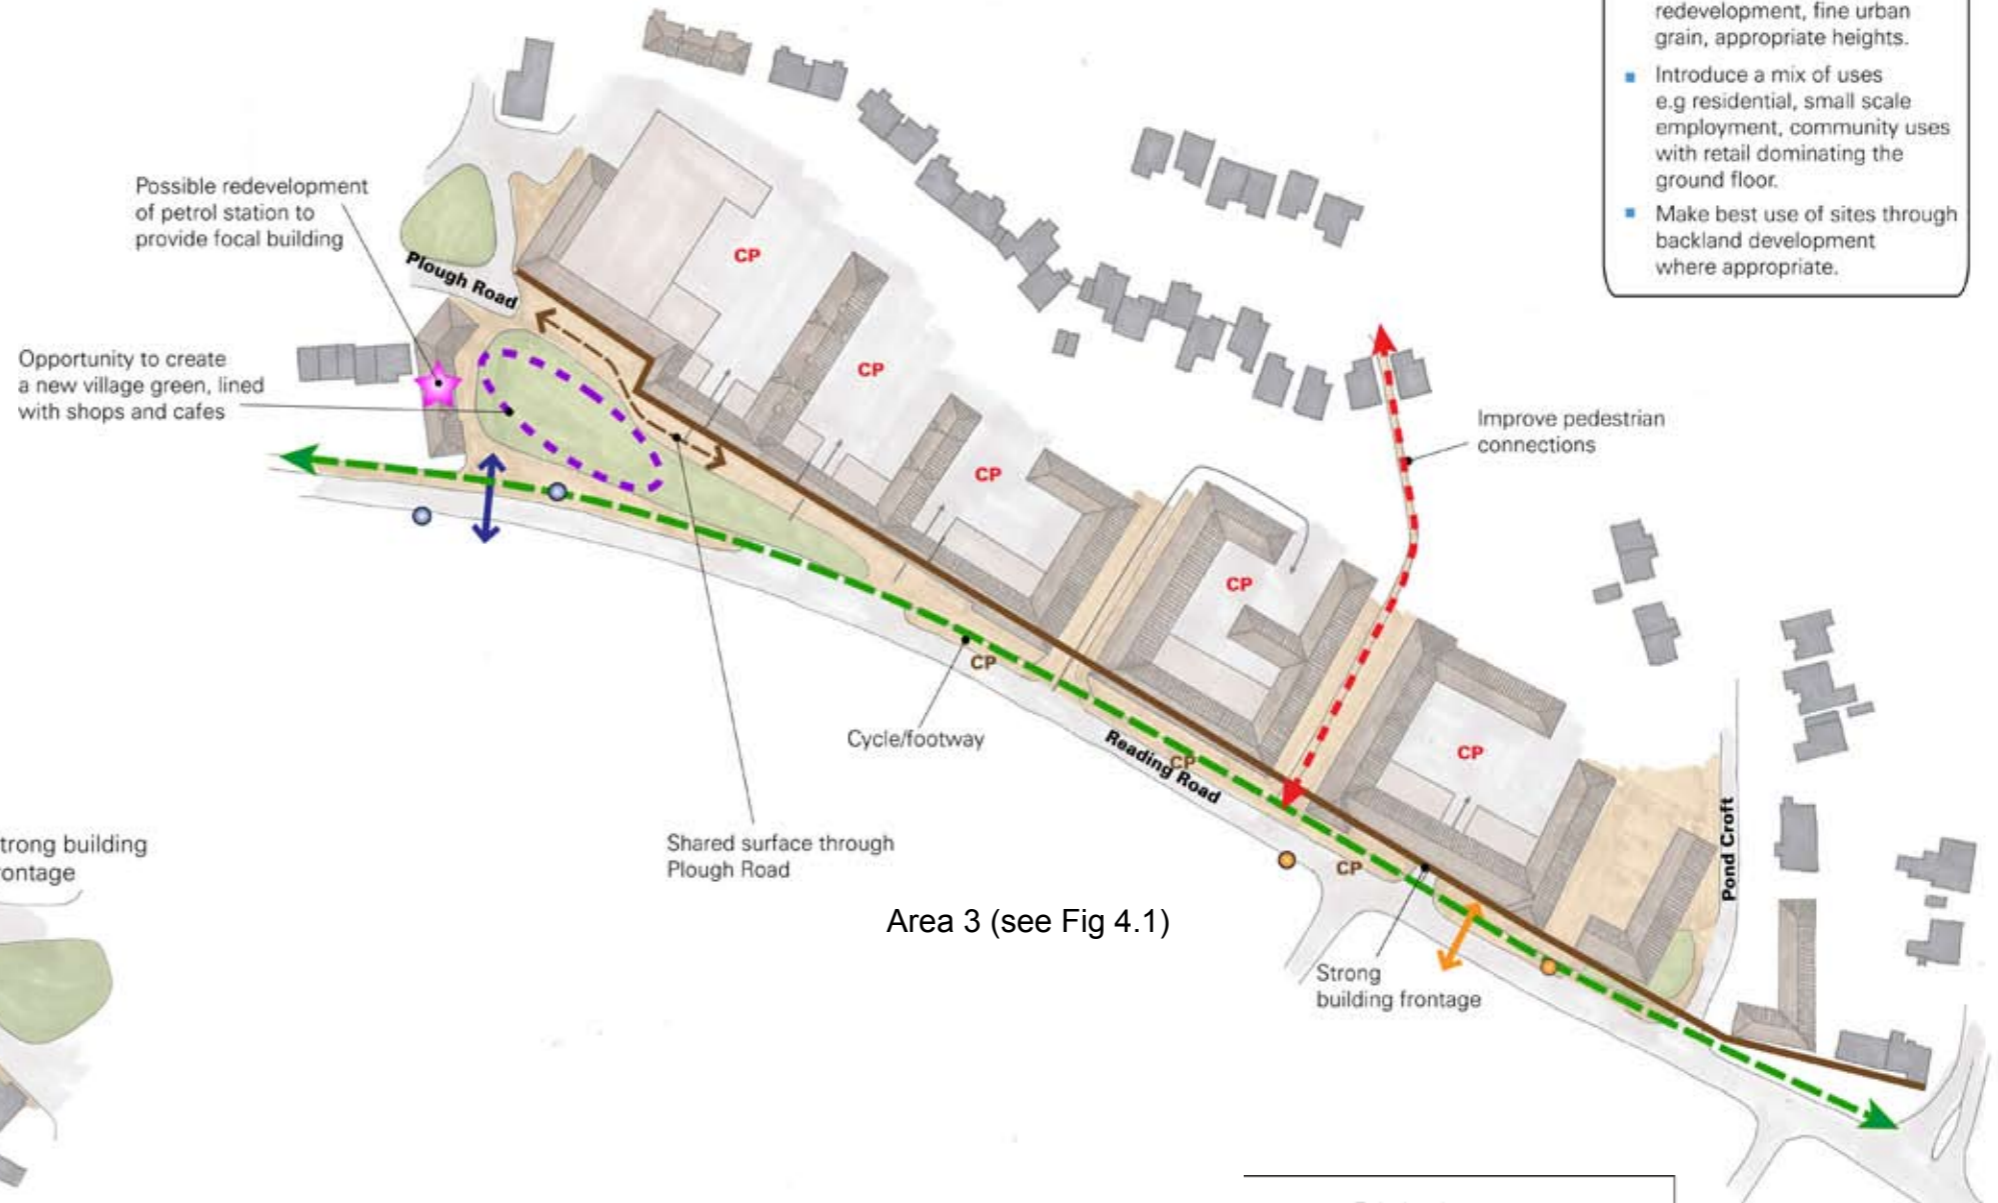 redevelopment, fine urban
grain, appropriate heights.
Introduce a mix of uses
e.g residential, small scale
employment, community uses
with retail dominating the
ground floor.
Make best use of sites through
backland development
where appropriate.
Possible redevelopment
of petrol station to
provide focal building
Plough Road
CP
Opportunity to create
a new village green, lined
with shops and cafes
CP
Improve pedestrian
connections
CP
CP
CP
Cycle/footway
CP
Reading Road
CP
Pond Croft
Shared surface through
Plough Road
CP
trong building
ontage
Area 3 (see Fig 4.1)
Strong
building frontage